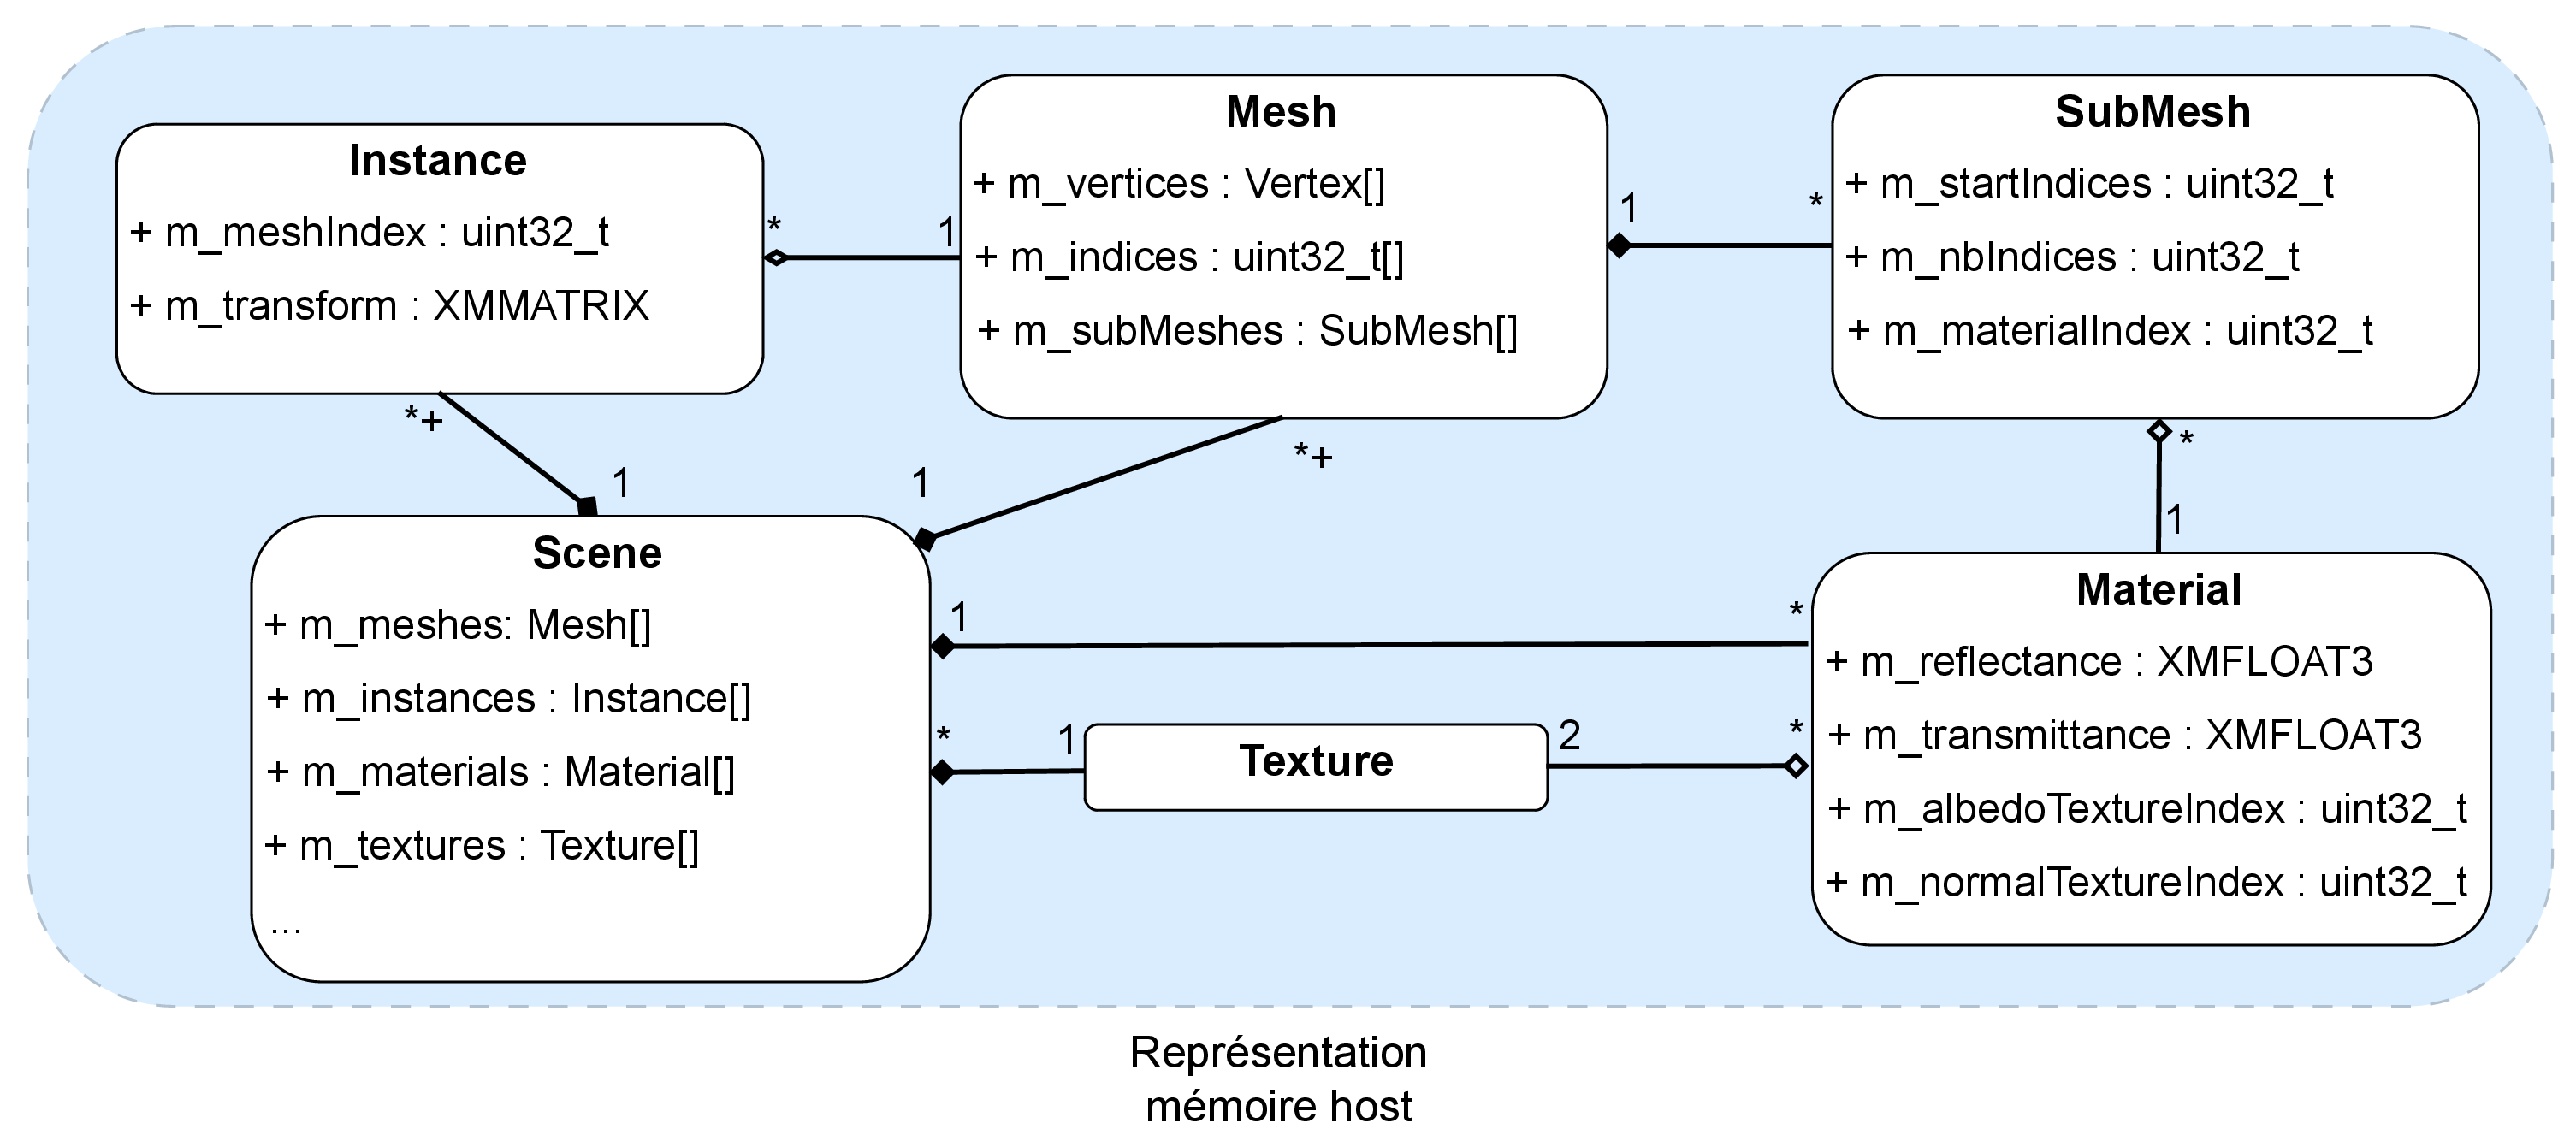 Instance
+ m_meshIndex : uint32_t
+ m_transform : XMMATRIX
* 1
Mesh
+ m_vertices : Vertex[]
+ m_indices : uint32_t[]
+ m_subMeshes : SubMesh[]
1 *
SubMesh
+ m_startIndices : uint32_t
+ m_nbIndices : uint32_t
+ m_materialIndex : uint32_t
*+
1
1
*+
*
1
Scene
+ m_meshes: Mesh[]
+ m_instances : Instance[]
+ m_materials : Material[]
+ m_textures : Texture[]
...
1 *
* 1
Texture
2 *
Material
+ m_reflectance : XMFLOAT3
+ m_transmittance : XMFLOAT3
+ m_albedoTextureIndex : uint32_t
+ m_normalTextureIndex : uint32_t
Représentation
mémoire host